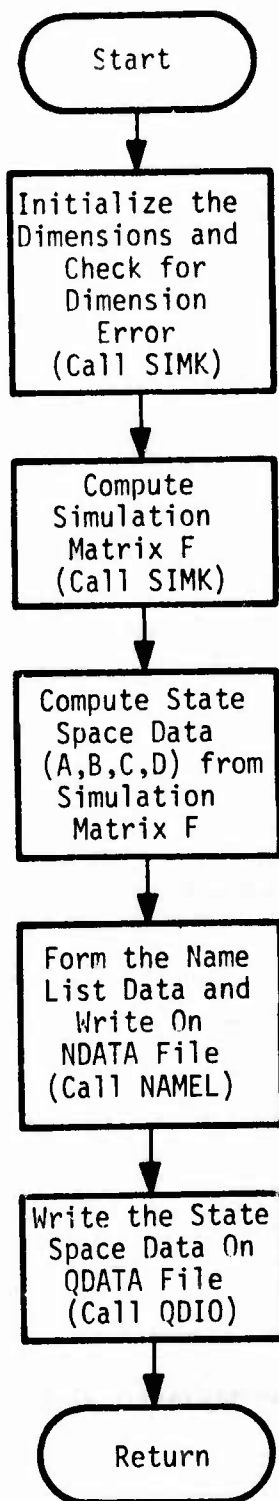 Start
Initialize the
Dimensions and
Check for
Dimension
Error
(Call SIMK)
Compute
Simulation
Matrix F
(Call SIMK)
Compute State
Space Data
(A,B,C,D) from
Simulation
Matrix F
Form the Name
List Data and
Write On
NDATA File
(Call NAMEL)
Write the State
Space Data On
QDATA File
(Call QDIO)
Return